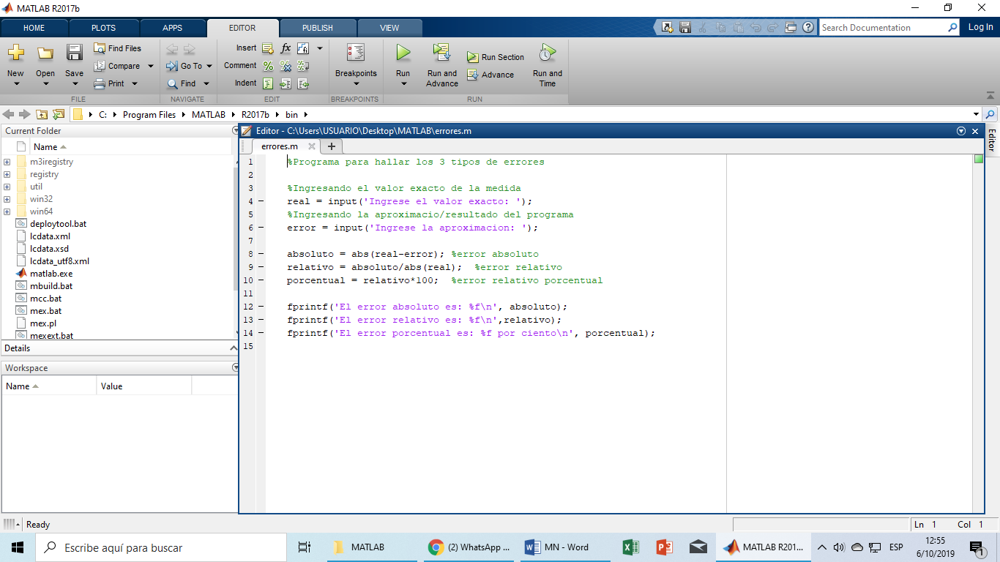 MATLAB R2017b
HOME PLOTS APPS EDITOR PUBLISH VIEW
Search Documentation Log In
New Open Save Find Files Compare Print
Go To Find
Insert fx
Comment
Indent
Breakpoints
Run Run and Advance Run Section Advance Run and Time
FILE NAVIGATE EDIT BREAKPOINTS RUN
C: Program Files MATLAB R2017b bin
Current Folder
Name
m3iregistry
registry
util
win32
win64
deploytool.bat
lcdata.xml
lcdata.xsd
lcdata_utf8.xml
matlab.exe
mbuild.bat
mcc.bat
mex.bat
mex.pl
mexext.bat
Details
Workspace
Name Value
Editor - C:\Users\USUARIO\Desktop\MATLAB\errores.m
Editor
errores.m
1 %Programa para hallar los 3 tipos de errores
2
3 %Ingresando el valor exacto de la medida
4 – real = input('Ingrese el valor exacto: ');
5 %Ingresando la aproximacio/resultado del programa
6 – error = input('Ingrese la aproximacion: ');
7
8 – absoluto = abs(real-error); %error absoluto
9 – relativo = absoluto/abs(real);  %error relativo
10 – porcentual = relativo*100;  %error relativo porcentual
11
12 – fprintf('El error absoluto es: %f\n', absoluto);
13 – fprintf('El error relativo es: %f\n',relativo);
14 – fprintf('El error porcentual es: %f por ciento\n', porcentual);
15
Ready
Ln 1 Col 1
Escribe aquí para buscar
MATLAB
(2) WhatsApp ...
MN - Word
MATLAB R201...
ESP
12:55
6/10/2019
1